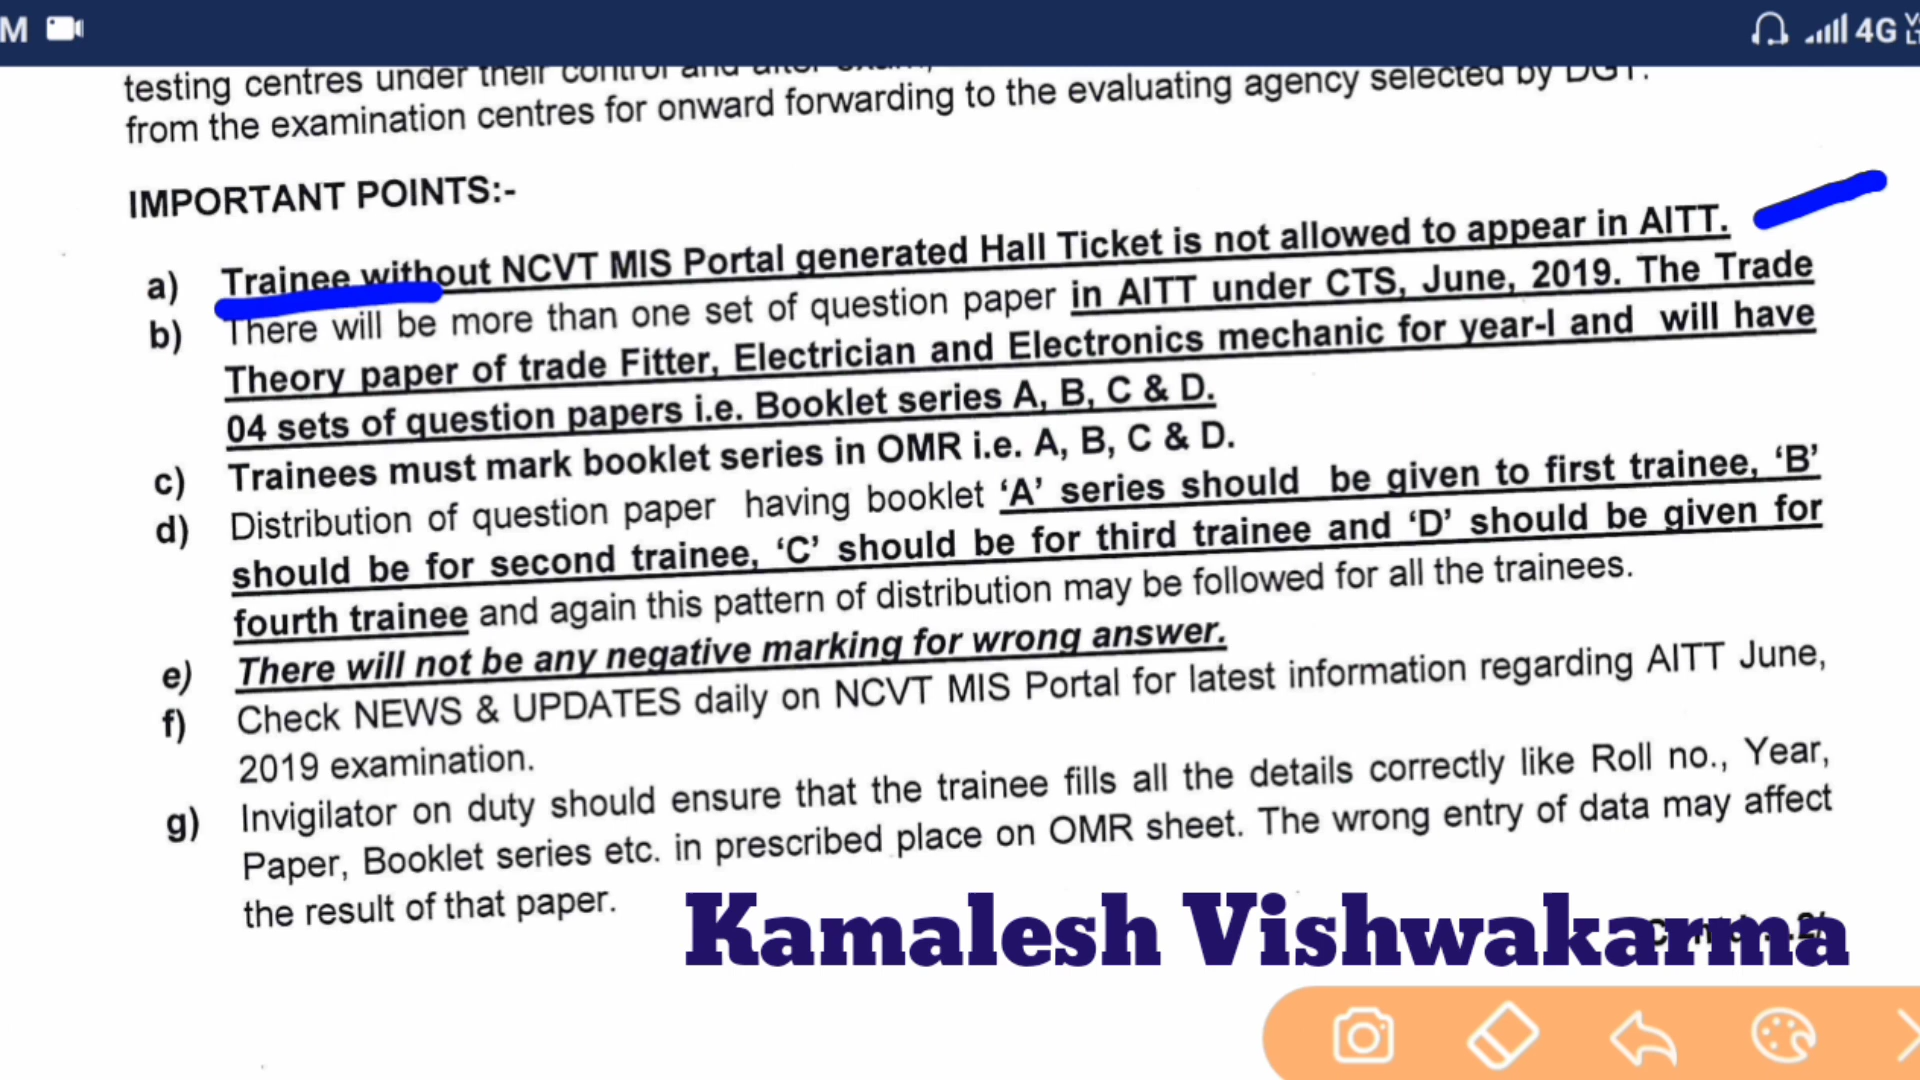 M
4G
testing centres under their control and after exam,
from the examination centres for onward forwarding to the evaluating agency selected by DGT.
IMPORTANT POINTS:-
a) Trainee without NCVT MIS Portal generated Hall Ticket is not allowed to appear in AITT.
b) There will be more than one set of question paper in AITT under CTS, June, 2019. The Trade
Theory paper of trade Fitter, Electrician and Electronics mechanic for year-I and will have
04 sets of question papers i.e. Booklet series A, B, C & D.
c) Trainees must mark booklet series in OMR i.e. A, B, C & D.
d) Distribution of question paper having booklet ‘A’ series should be given to first trainee, ‘B’
should be for second trainee, ‘C’ should be for third trainee and ‘D’ should be given for
fourth trainee and again this pattern of distribution may be followed for all the trainees.
e) There will not be any negative marking for wrong answer.
f) Check NEWS & UPDATES daily on NCVT MIS Portal for latest information regarding AITT June,
2019 examination.
g) Invigilator on duty should ensure that the trainee fills all the details correctly like Roll no., Year,
Paper, Booklet series etc. in prescribed place on OMR sheet. The wrong entry of data may affect
the result of that paper.
Kamalesh Vishwakarma